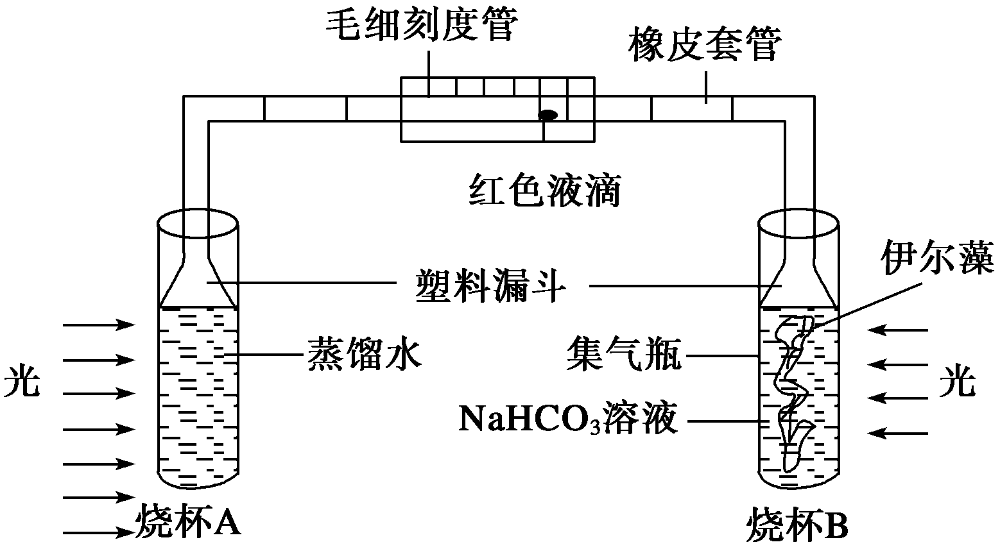 毛细刻度管
橡皮套管
红色液滴
伊尔藻
塑料漏斗
蒸馏水
集气瓶
光
光
NaHCO₃溶液
烧杯A
烧杯B